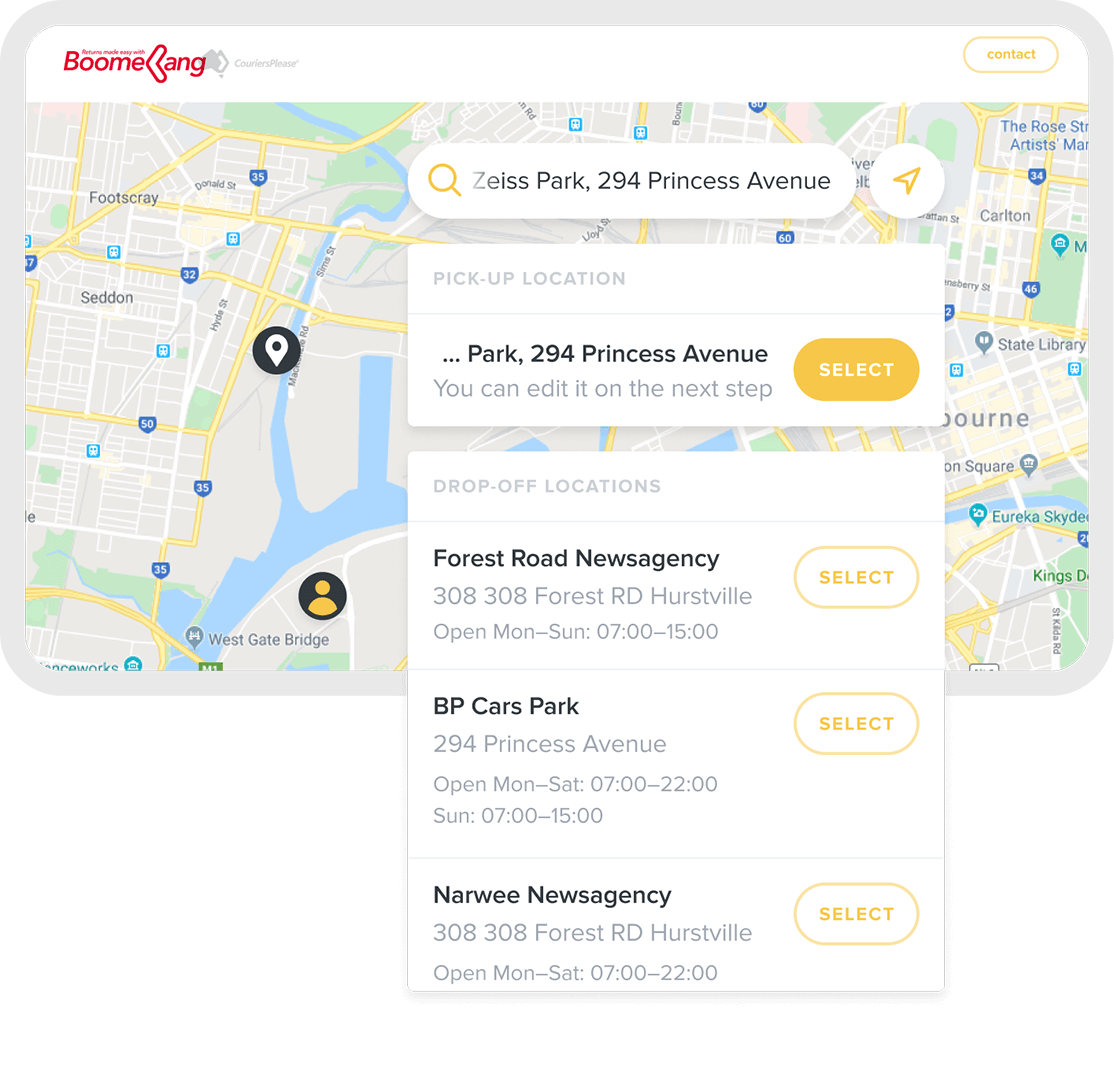 Returns made easy with
Boomerang
CouriersPlease
contact
60
The Rose Str
Artists' Mar
Donald St
35
Footscray
34
Zeiss Park, 294 Princess Avenue
Carlton
Lloyd St
60
M
17
32
Sims St
PICK-UP LOCATION
46
Seddon
Hyde St
State Library
... Park, 294 Princess Avenue
SELECT
You can edit it on the next step
50
bourne
on Square
35
DROP-OFF LOCATIONS
Eureka Skydec
Forest Road Newsagency
SELECT
35
308 308 Forest RD Hurstville
Kings Do
Open Mon–Sun: 07:00–15:00
West Gate Bridge
St Kilda Rd
M1
BP Cars Park
SELECT
294 Princess Avenue
Open Mon–Sat: 07:00–22:00
Sun: 07:00–15:00
Narwee Newsagency
SELECT
308 308 Forest RD Hurstville
Open Mon–Sat: 07:00–22:00